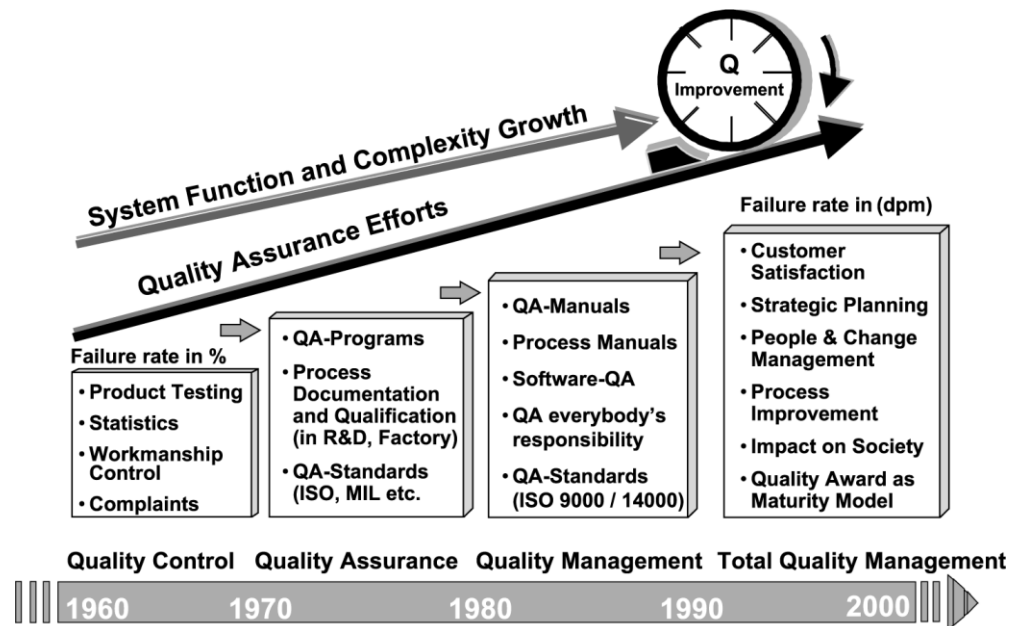 Q
Improvement
System Function and Complexity Growth
Quality Assurance Efforts
Failure rate in %
• Product Testing
• Statistics
• Workmanship
Control
• Complaints
• QA-Programs
• Process
Documentation
and Qualification
(in R&D, Factory)
• QA-Standards
(ISO, MIL etc.
• QA-Manuals
• Process Manuals
• Software-QA
• QA everybody's
responsibility
• QA-Standards
(ISO 9000 / 14000)
Failure rate in (dpm)
• Customer
Satisfaction
• Strategic Planning
• People & Change
Management
• Process
Improvement
• Impact on Society
• Quality Award as
Maturity Model
Quality Control Quality Assurance Quality Management Total Quality Management
1960 1970 1980 1990 2000